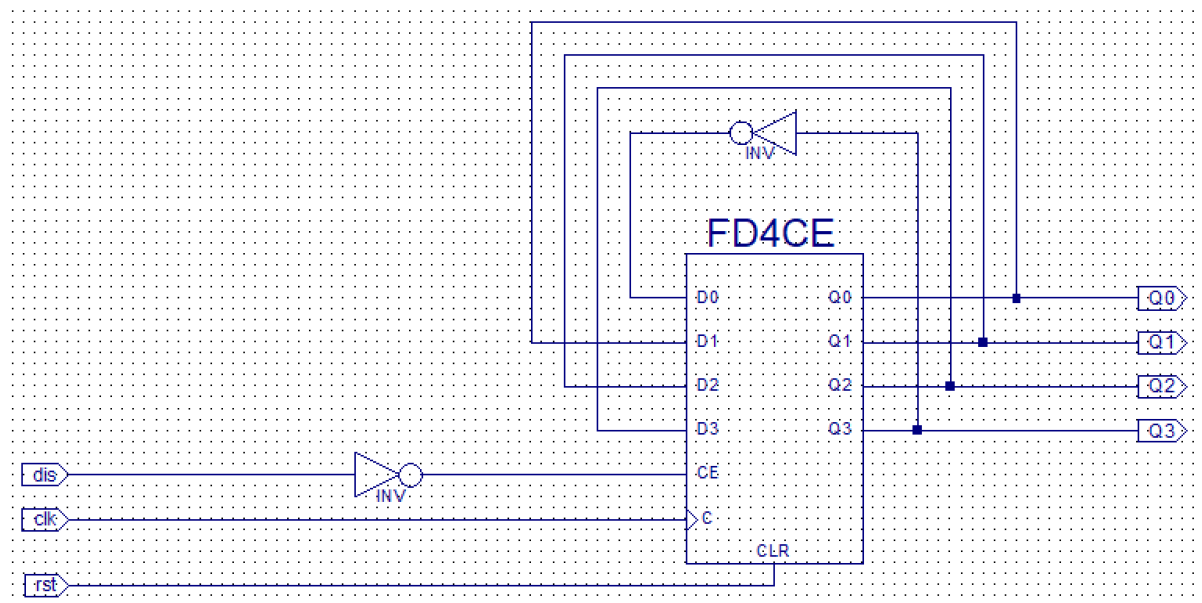 INV
FD4CE
D0 Q0 Q0
D1 Q1 Q1
D2 Q2 Q2
D3 Q3 Q3
dis INV CE
clk C
CLR
rst